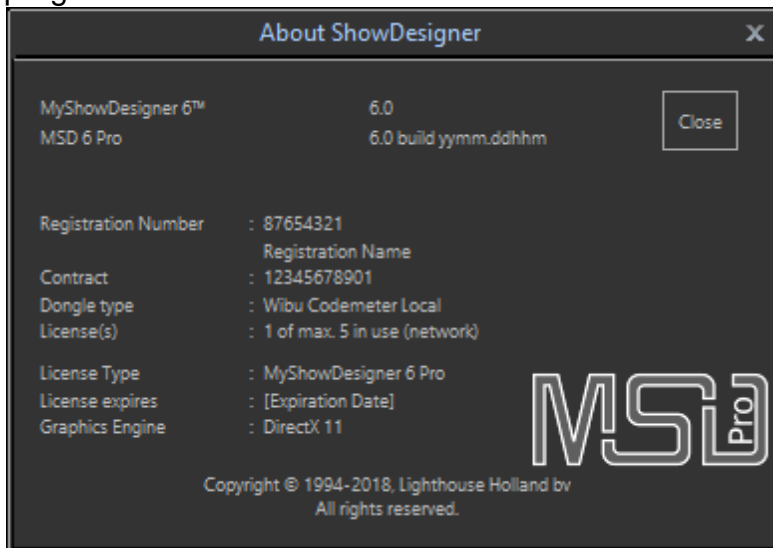 About ShowDesigner X
MyShowDesigner 6™ 6.0
MSD 6 Pro 6.0 build yymm.ddhhm
Close
Registration Number : 87654321
Registration Name
Contract : 12345678901
Dongle type : Wibu Codemeter Local
License(s) : 1 of max. 5 in use (network)
License Type : MyShowDesigner 6 Pro
License expires : [Expiration Date]
Graphics Engine : DirectX 11
MSD Pro
Copyright © 1994-2018, Lighthouse Holland bv
All rights reserved.